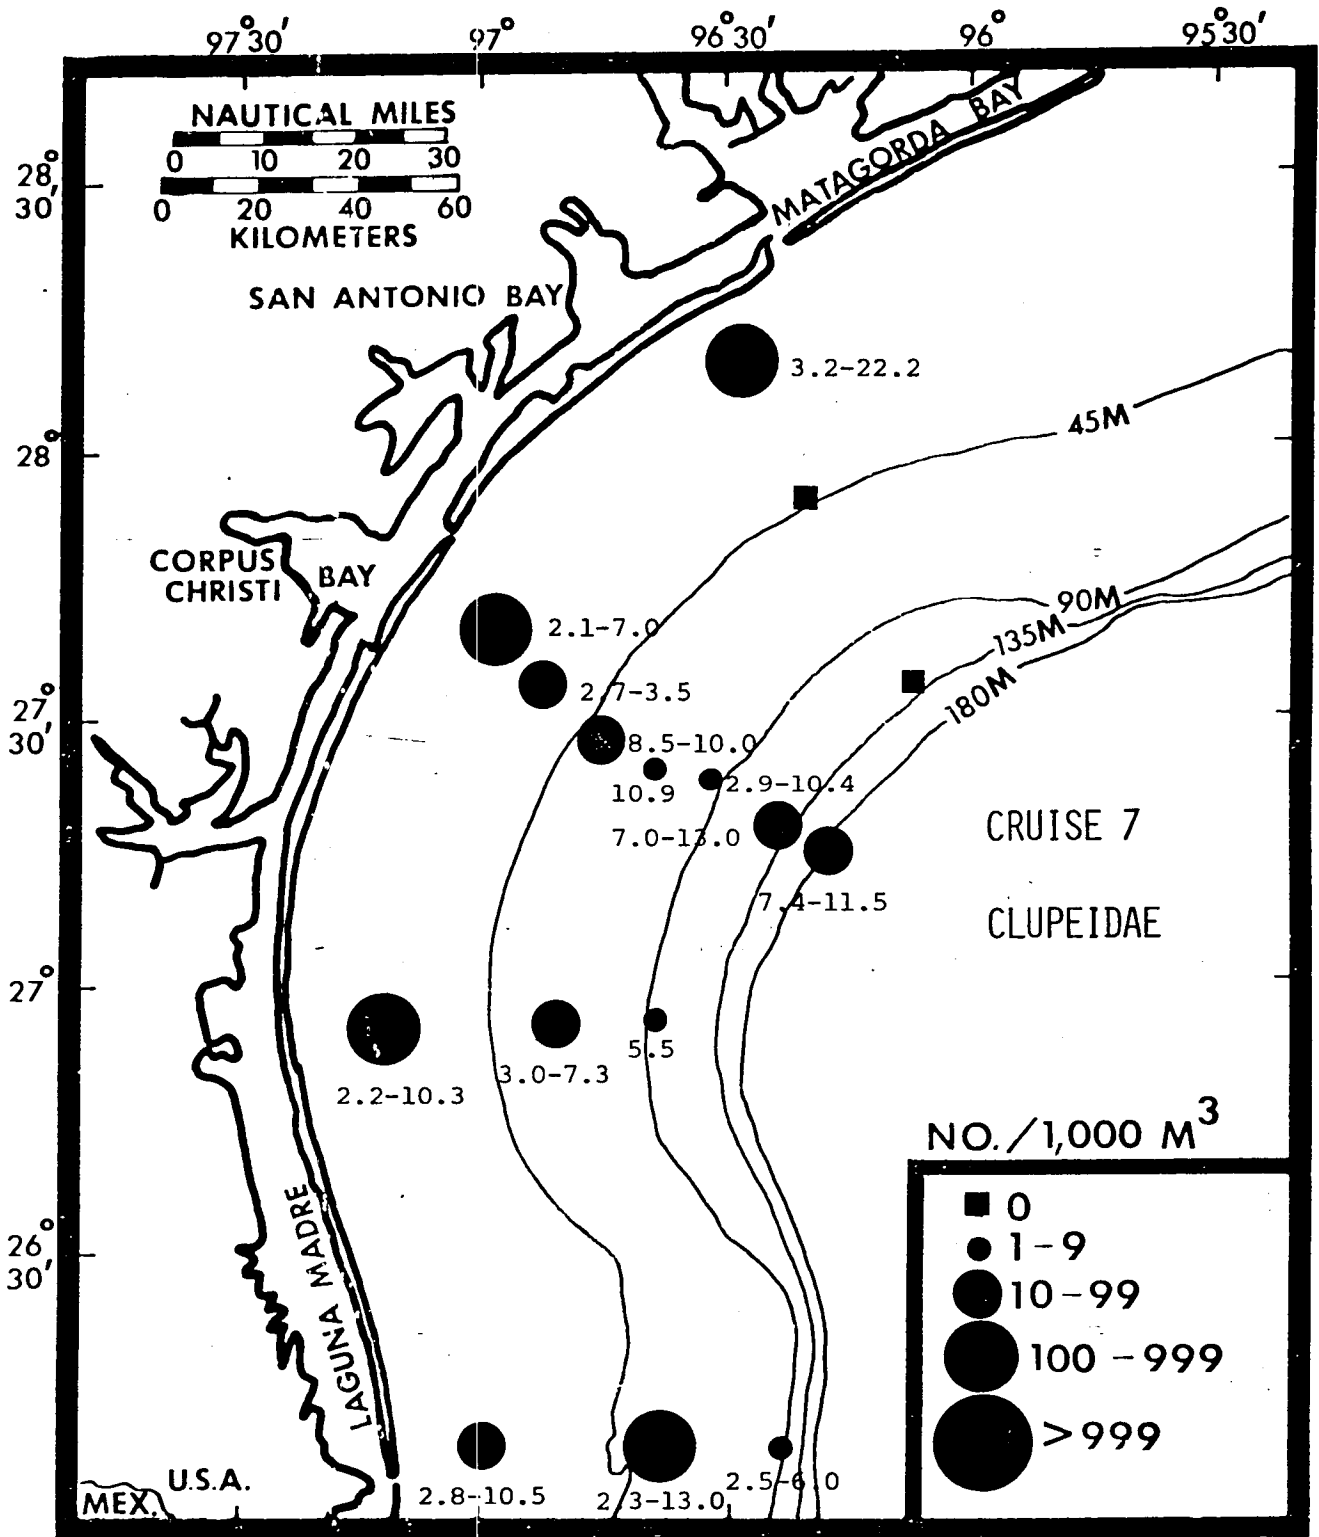 97°30′ 97° 96°30′ 96° 95°30′
NAUTICAL MILES
0 10 20 30
0 20 40 60
KILOMETERS
28°
30′
MATAGORDA BAY
SAN ANTONIO BAY
3.2-22.2
45M
28°
CORPUS
CHRISTI BAY
90M
135M
180M
2.1-7.0
2.7-3.5
27°
30′
8.5-10.0
10.9
2.9-10.4
7.0-13.0
7.4-11.5
CRUISE 7
CLUPEIDAE
27°
5.5
3.0-7.3
2.2-10.3
NO./1,000 M³
0
1-9
10-99
100-999
>999
26°
30′
LAGUNA MADRE
U.S.A.
MEX.
2.8-10.5
2.3-13.0
2.5-6.0